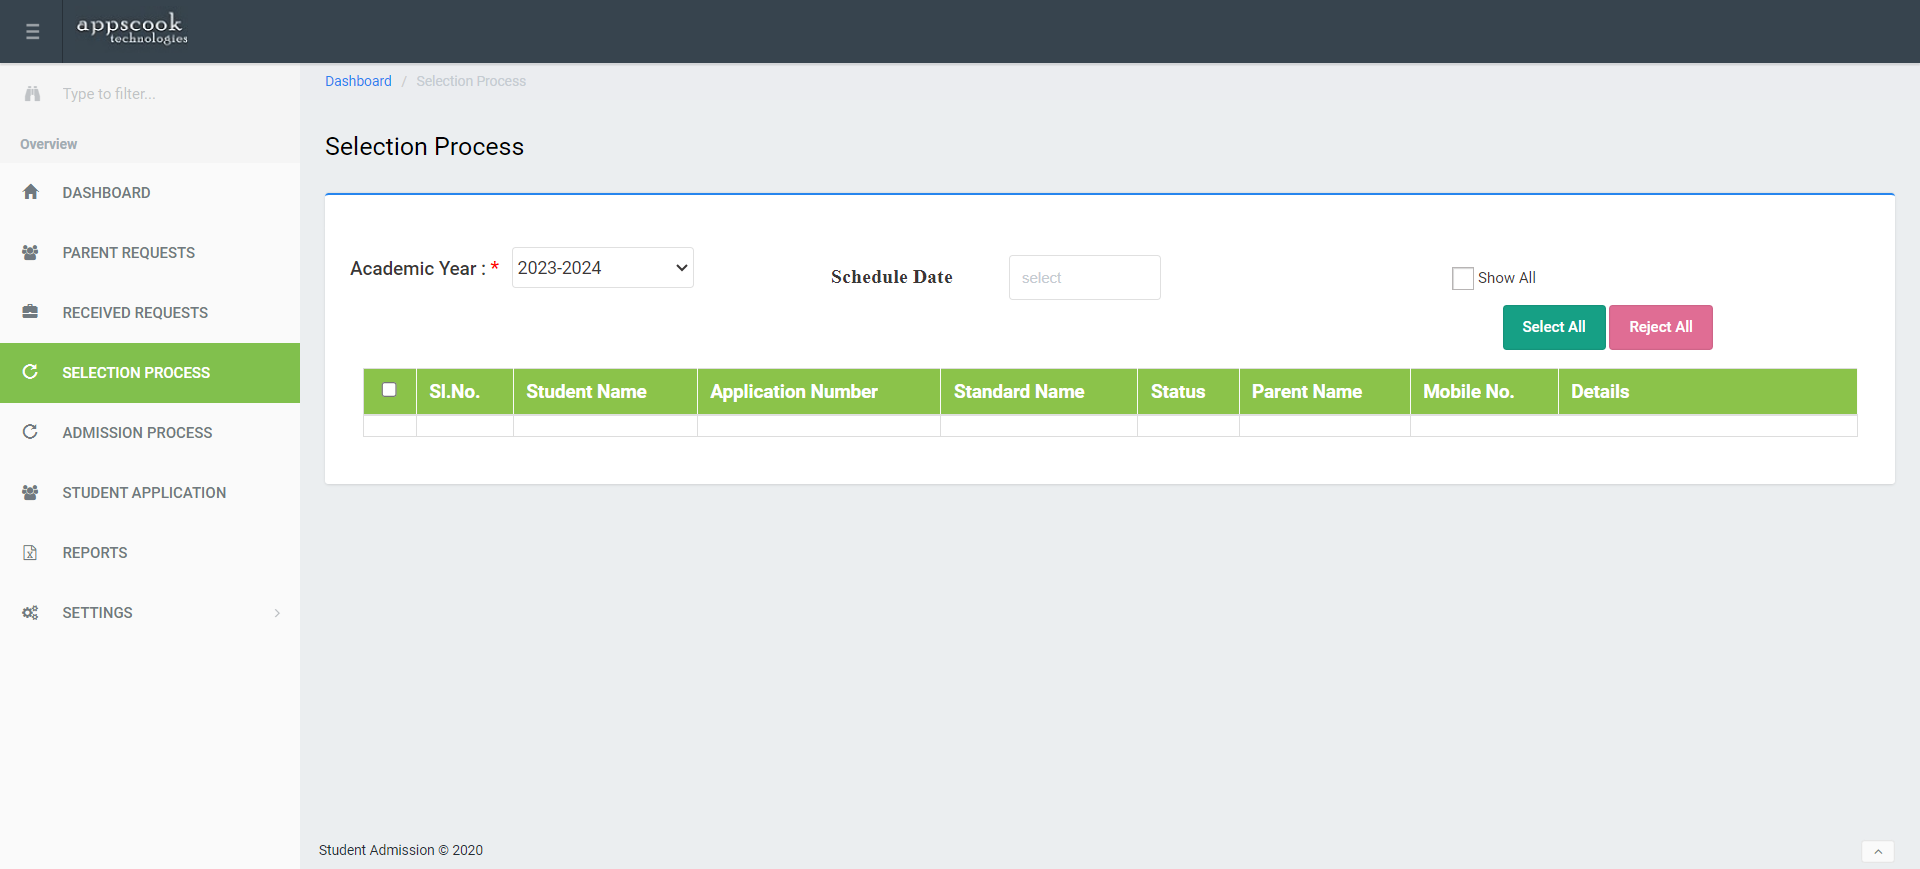 appscook
technologies
Type to filter...
Overview
DASHBOARD
PARENT REQUESTS
RECEIVED REQUESTS
SELECTION PROCESS
ADMISSION PROCESS
STUDENT APPLICATION
REPORTS
SETTINGS
Dashboard / Selection Process
Selection Process
Academic Year : * 2023-2024 Schedule Date select Show All
Select All Reject All
Sl.No. Student Name Application Number Standard Name Status Parent Name Mobile No. Details
Student Admission © 2020